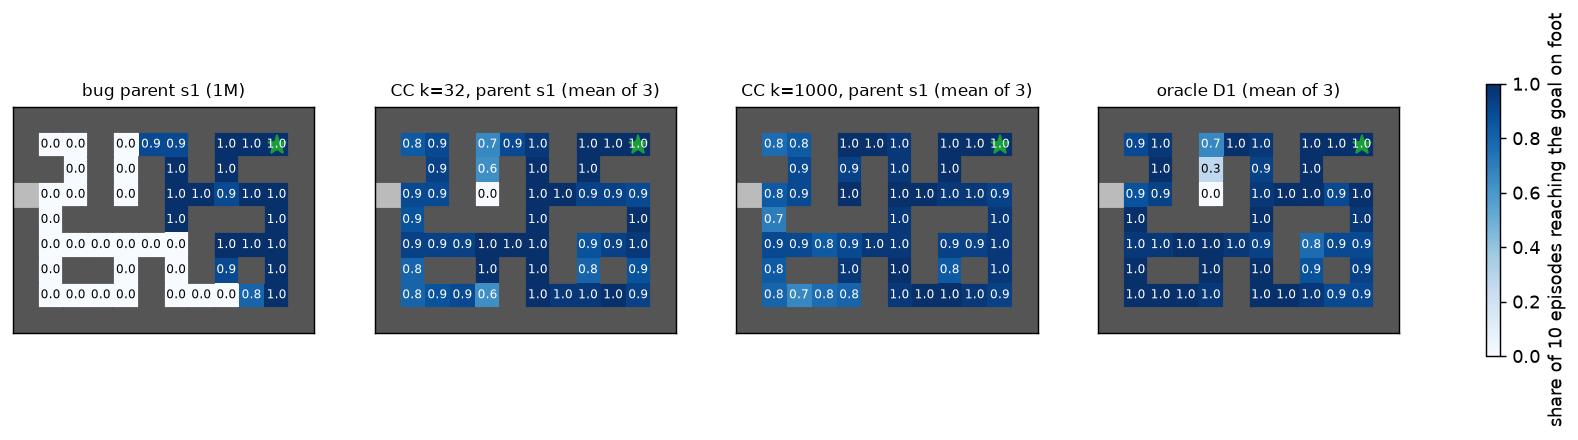 bug parent s1 (1M)
0.0 0.0 0.0 0.9 0.9 1.0 1.0 1.0
0.0 0.0 1.0 1.0
0.0 0.0 0.0 1.0 1.0 0.9 1.0 1.0
0.0 1.0 1.0
0.0 0.0 0.0 0.0 0.0 0.0 1.0 1.0 1.0
0.0 0.0 0.0 0.9 1.0
0.0 0.0 0.0 0.0 0.0 0.0 0.0 0.8 1.0
CC k=32, parent s1 (mean of 3)
0.8 0.9 0.7 0.9 1.0 1.0 1.0 1.0
0.9 0.6 1.0 1.0
0.9 0.9 0.0 1.0 1.0 0.9 0.9 0.9
0.9 1.0 1.0
0.9 0.9 0.9 1.0 1.0 1.0 0.9 0.9 1.0
0.8 1.0 1.0 0.8 0.9
0.8 0.9 0.9 0.6 1.0 1.0 1.0 1.0 0.9
CC k=1000, parent s1 (mean of 3)
0.8 0.8 1.0 1.0 1.0 1.0 1.0 1.0
0.9 0.9 1.0 1.0
0.8 0.9 1.0 1.0 1.0 1.0 1.0 0.9
0.7 1.0 1.0
0.9 0.9 0.8 0.9 1.0 1.0 0.9 0.9 1.0
0.8 1.0 1.0 0.8 1.0
0.8 0.7 0.8 0.8 1.0 1.0 1.0 1.0 0.9
oracle D1 (mean of 3)
0.9 1.0 0.7 1.0 1.0 1.0 1.0 1.0
1.0 0.3 0.9 1.0
0.9 0.9 0.0 1.0 1.0 1.0 0.9 1.0
1.0 1.0 1.0
1.0 1.0 1.0 1.0 1.0 0.9 0.8 0.9 0.9
1.0 1.0 1.0 0.9 0.9
1.0 1.0 1.0 1.0 1.0 1.0 1.0 0.9 0.9
1.0
0.8
0.6
0.4
0.2
0.0
share of 10 episodes reaching the goal on foot